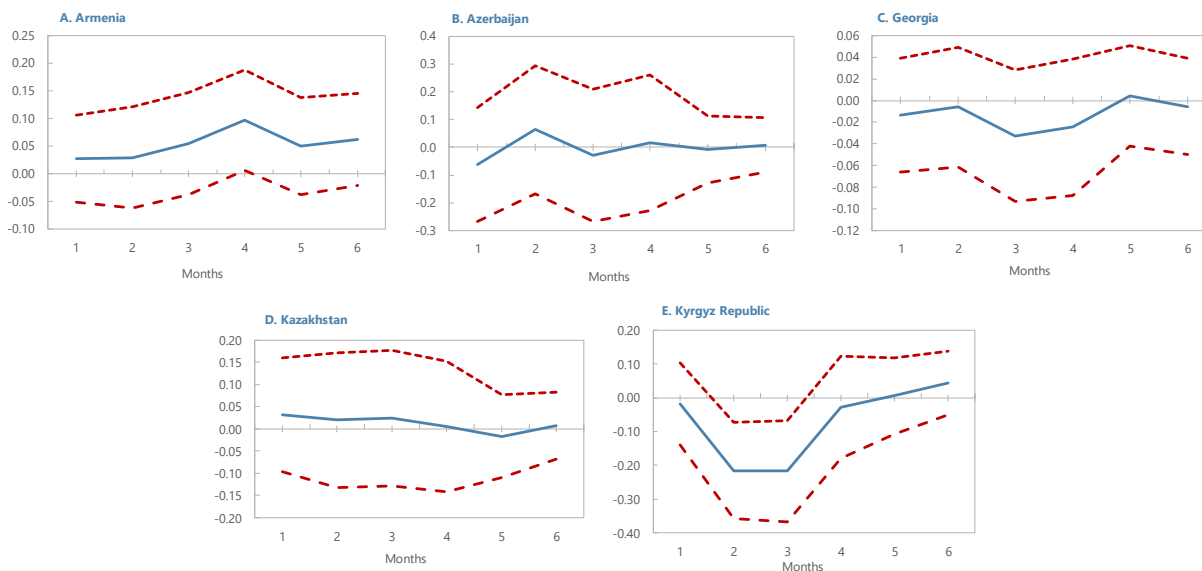 A. Armenia
0.25
0.20
0.15
0.10
0.05
0.00
-0.05
-0.10
1 2 3 4 5 6
Months
B. Azerbaijan
0.4
0.3
0.2
0.1
0.0
-0.1
-0.2
-0.3
1 2 3 4 5 6
Months
C. Georgia
0.06
0.04
0.02
0.00
-0.02
-0.04
-0.06
-0.08
-0.10
-0.12
1 2 3 4 5 6
Months
D. Kazakhstan
0.20
0.15
0.10
0.05
0.00
-0.05
-0.10
-0.15
-0.20
1 2 3 4 5 6
Months
E. Kyrgyz Republic
0.20
0.10
0.00
-0.10
-0.20
-0.30
-0.40
1 2 3 4 5 6
Months